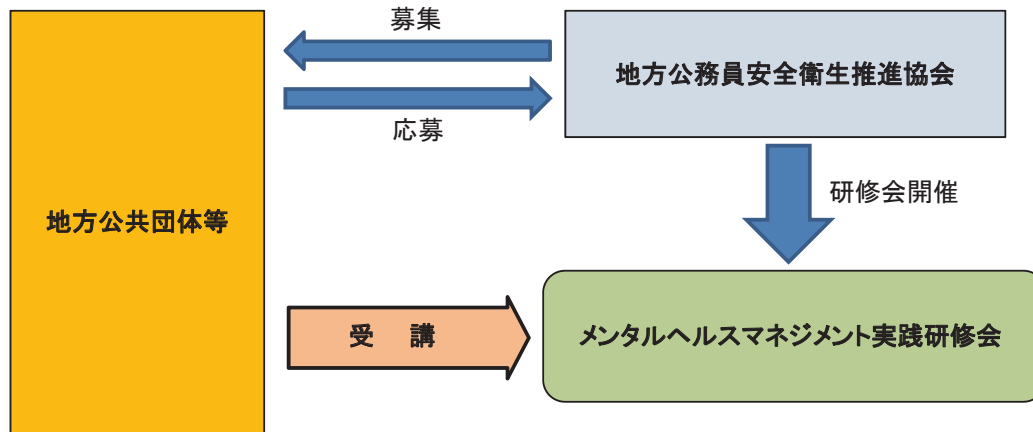 募集
地方公務員安全衛生推進協会
応募
研修会開催
地方公共団体等
受　講
メンタルヘルスマネジメント実践研修会